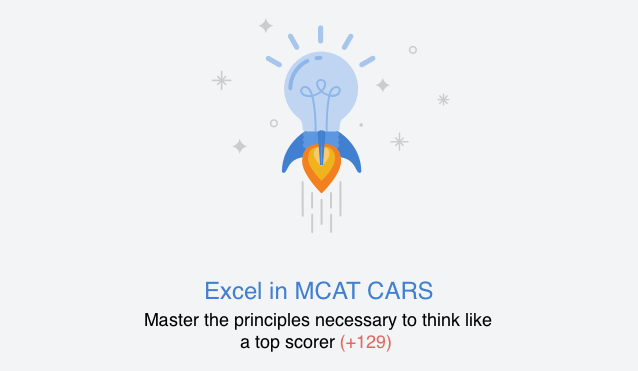 Excel in MCAT CARS
Master the principles necessary to think like
a top scorer (+129)